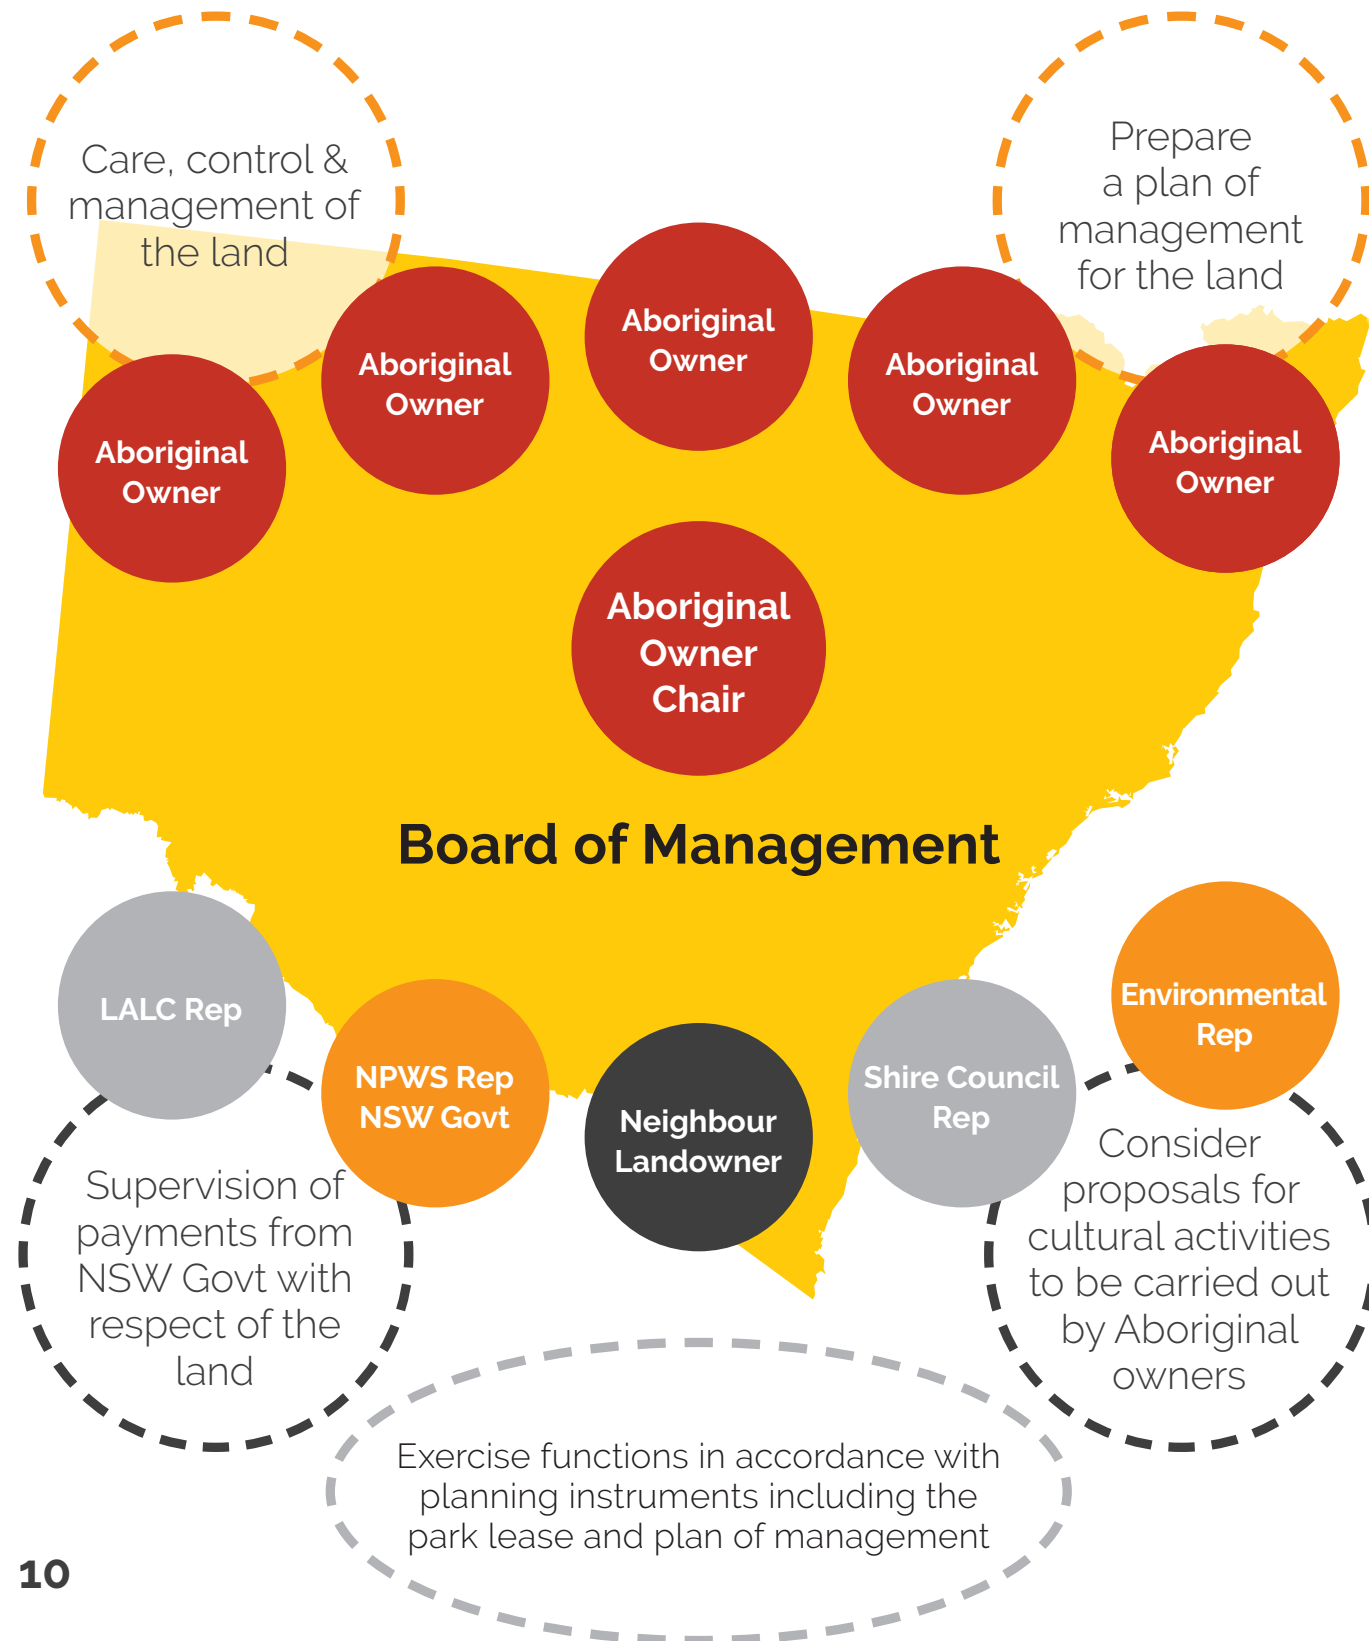 Care, control &
management of
the land
Prepare
a plan of
management
for the land
Aboriginal
Owner
Aboriginal
Owner
Aboriginal
Owner
Aboriginal
Owner
Aboriginal
Owner
Aboriginal
Owner
Chair
Board of Management
LALC Rep
NPWS Rep
NSW Govt
Neighbour
Landowner
Shire Council
Rep
Environmental
Rep
Supervision of
payments from
NSW Govt with
respect of the
land
Consider
proposals for
cultural activities
to be carried out
by Aboriginal
owners
Exercise functions in accordance with
planning instruments including the
park lease and plan of management
10